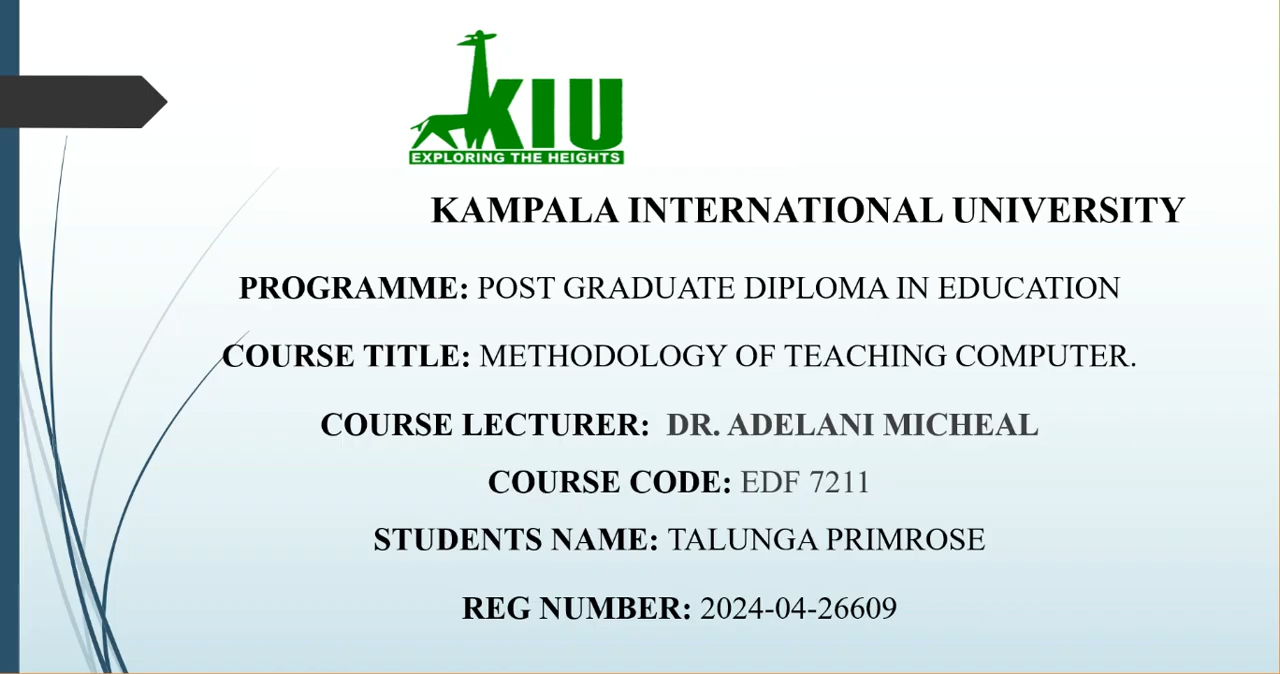 KIU
EXPLORING THE HEIGHTS
KAMPALA INTERNATIONAL UNIVERSITY
PROGRAMME: POST GRADUATE DIPLOMA IN EDUCATION
COURSE TITLE: METHODOLOGY OF TEACHING COMPUTER.
COURSE LECTURER: DR. ADELANI MICHEAL
COURSE CODE: EDF 7211
STUDENTS NAME: TALUNGA PRIMROSE
REG NUMBER: 2024-04-26609